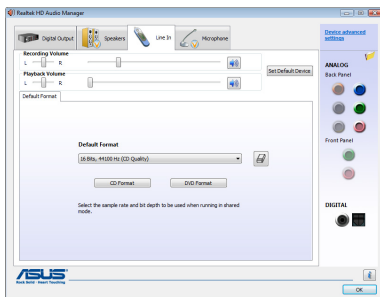 Realtek HD Audio Manager
Digital Output
Speakers
Line In
Microphone
Device advanced
settings
Recording Volume
L
R
Playback Volume
L
R
Set Default Device
ANALOG
Back Panel
Default Format
Default Format
16 Bits, 44100 Hz (CD Quality)
CD Format
DVD Format
Select the sample rate and bit depth to be used when running in shared
mode.
Front Panel
DIGITAL
ASUS
Rock Solid · Heart Touching
OK